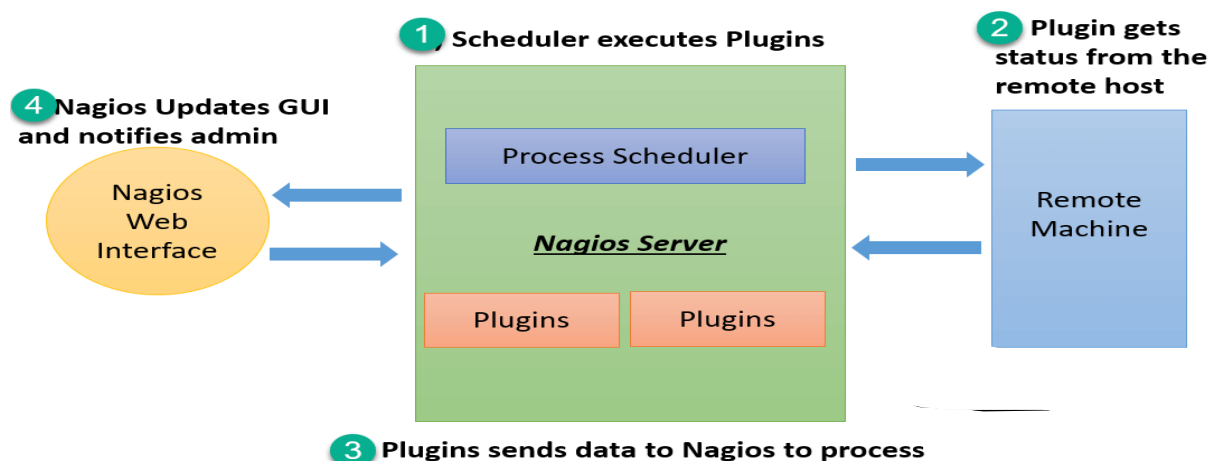 1 Scheduler executes Plugins
2 Plugin gets
status from the
remote host
4 Nagios Updates GUI
and notifies admin
Process Scheduler
Nagios
Web
Interface
Remote
Machine
Nagios Server
Plugins
Plugins
3 Plugins sends data to Nagios to process